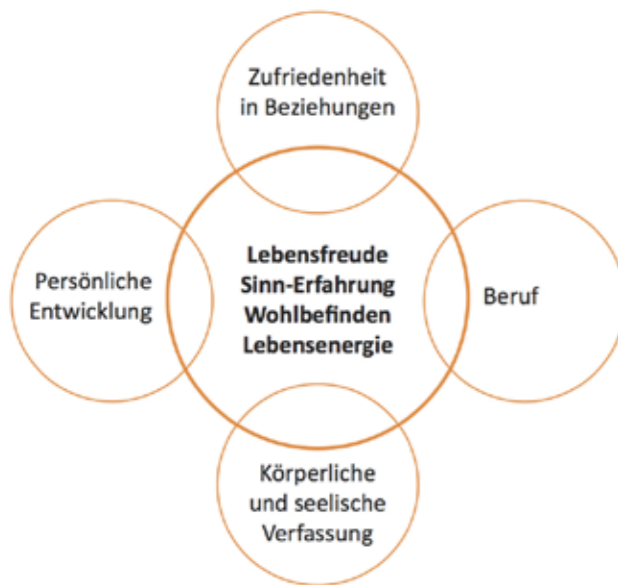 Zufriedenheit
in Beziehungen
Lebensfreude
Sinn-Erfahrung
Wohlbefinden
Lebensenergie
Persönliche
Entwicklung
Beruf
Körperliche
und seelische
Verfassung